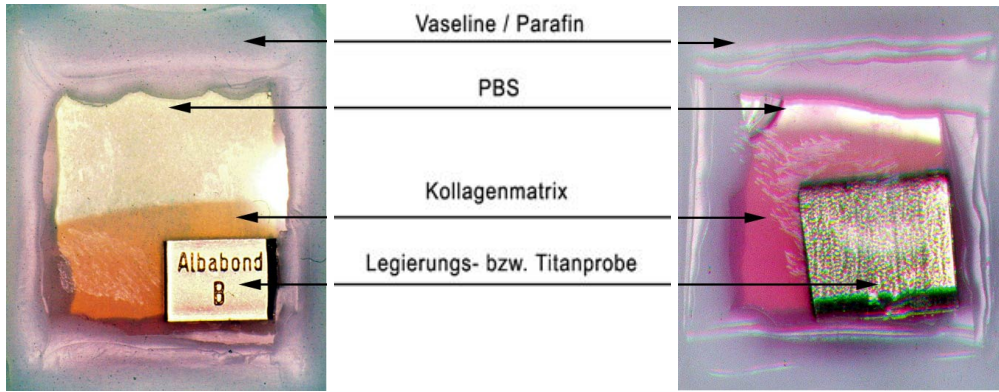 Vaseline / Parafin
PBS
Kollagenmatrix
Legierungs- bzw. Titanprobe
Albabond
B